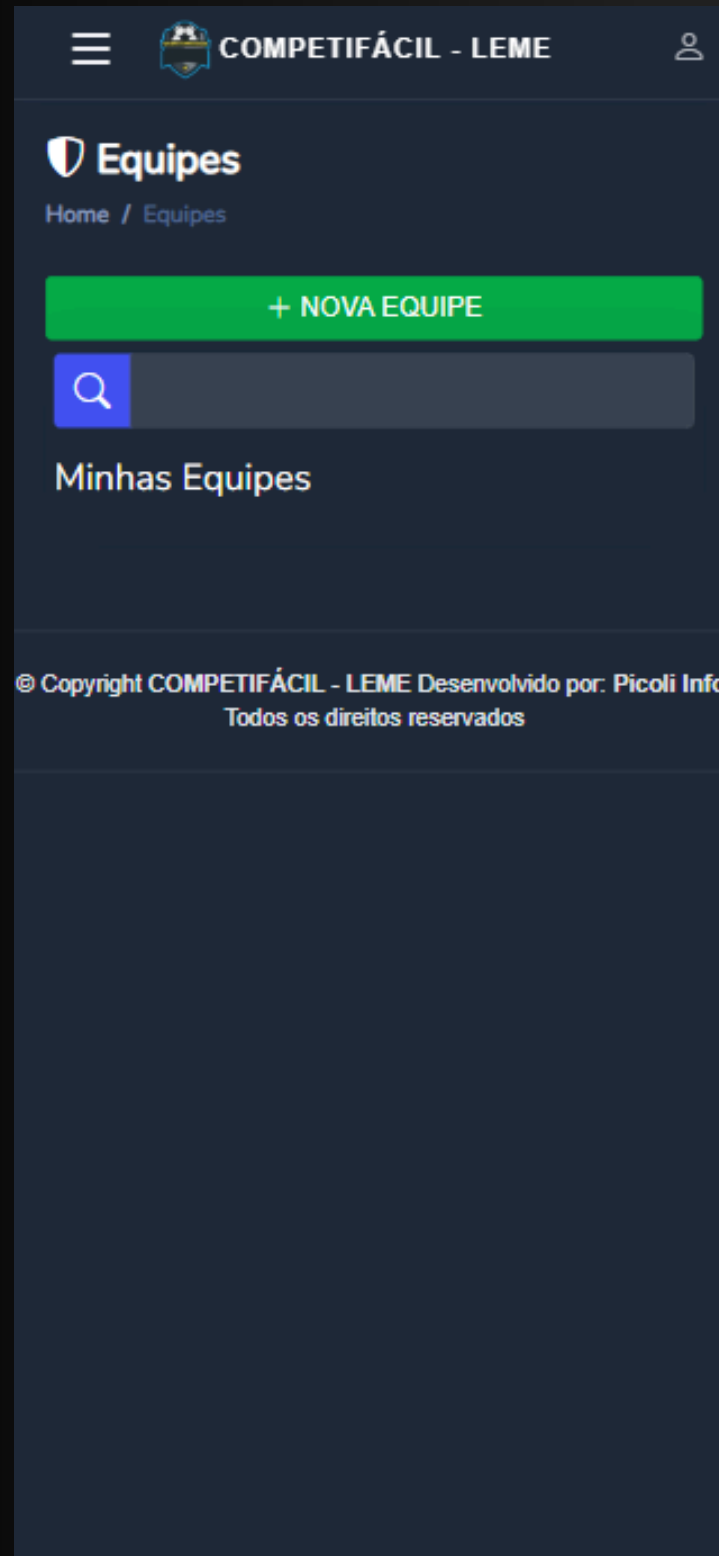 COMPETIFÁCIL - LEME
Equipes
Home / Equipes
+ NOVA EQUIPE
Minhas Equipes
© Copyright COMPETIFÁCIL - LEME Desenvolvido por: Picoli Info
Todos os direitos reservados